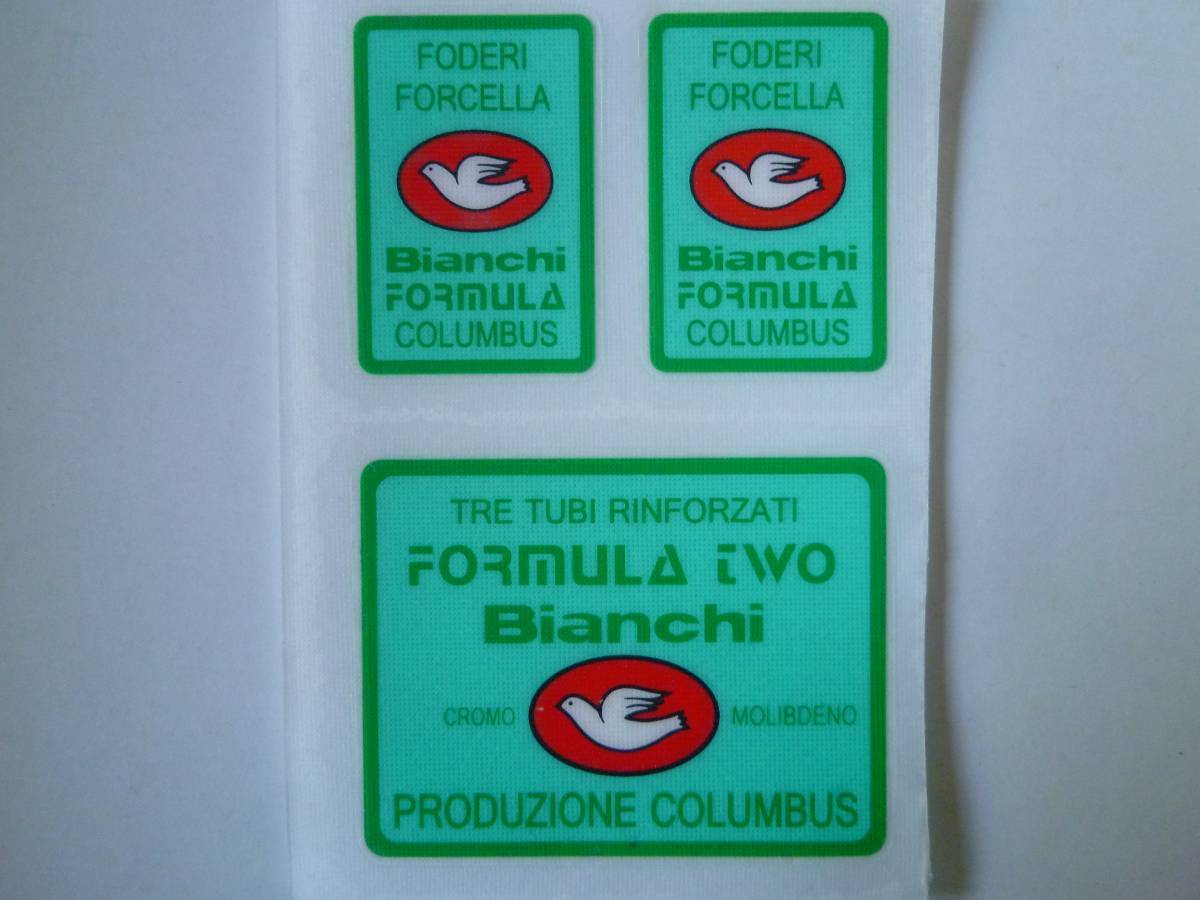 FODERI
FORCELLA
Bianchi
FORMULA
COLUMBUS
FODERI
FORCELLA
Bianchi
FORMULA
COLUMBUS
TRE TUBI RINFORZATI
FORMULA TWO
Bianchi
CROMO MOLIBDENO
PRODUZIONE COLUMBUS